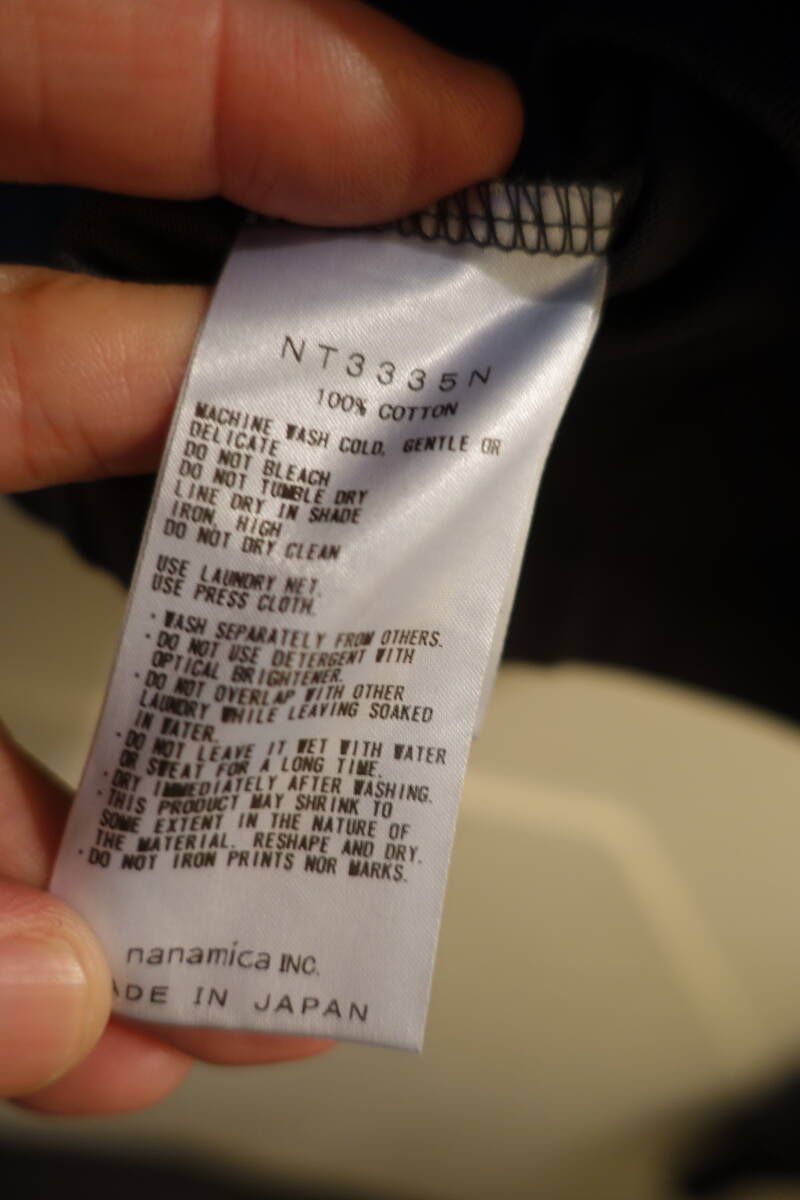 NT3335N
100% COTTON
MACHINE WASH COLD, GENTLE OR
DELICATE
DO NOT BLEACH
DO NOT TUMBLE DRY
LINE DRY IN SHADE
IRON, HIGH
DO NOT DRY CLEAN
USE LAUNDRY NET.
USE PRESS CLOTH.
・WASH SEPARATELY FROM OTHERS.
・DO NOT USE DETERGENT WITH
OPTICAL BRIGHTENER.
・DO NOT OVERLAP WITH OTHER
LAUNDRY WHILE LEAVING SOAKED
IN WATER.
・DO NOT LEAVE IT WET WITH WATER
OR SWEAT FOR A LONG TIME.
・DRY IMMEDIATELY AFTER WASHING.
・THIS PRODUCT MAY SHRINK TO
SOME EXTENT IN THE NATURE OF
THE MATERIAL. RESHAPE AND DRY.
・DO NOT IRON PRINTS NOR MARKS.
nanamica INC.
ADE IN JAPAN